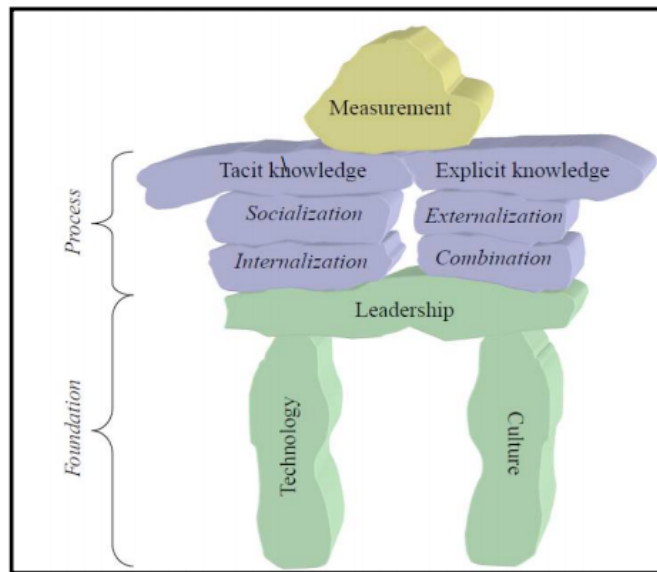 Measurement
Tacit knowledge
Explicit knowledge
Socialization
Externalization
Internalization
Combination
Leadership
Technology
Culture
Process
Foundation